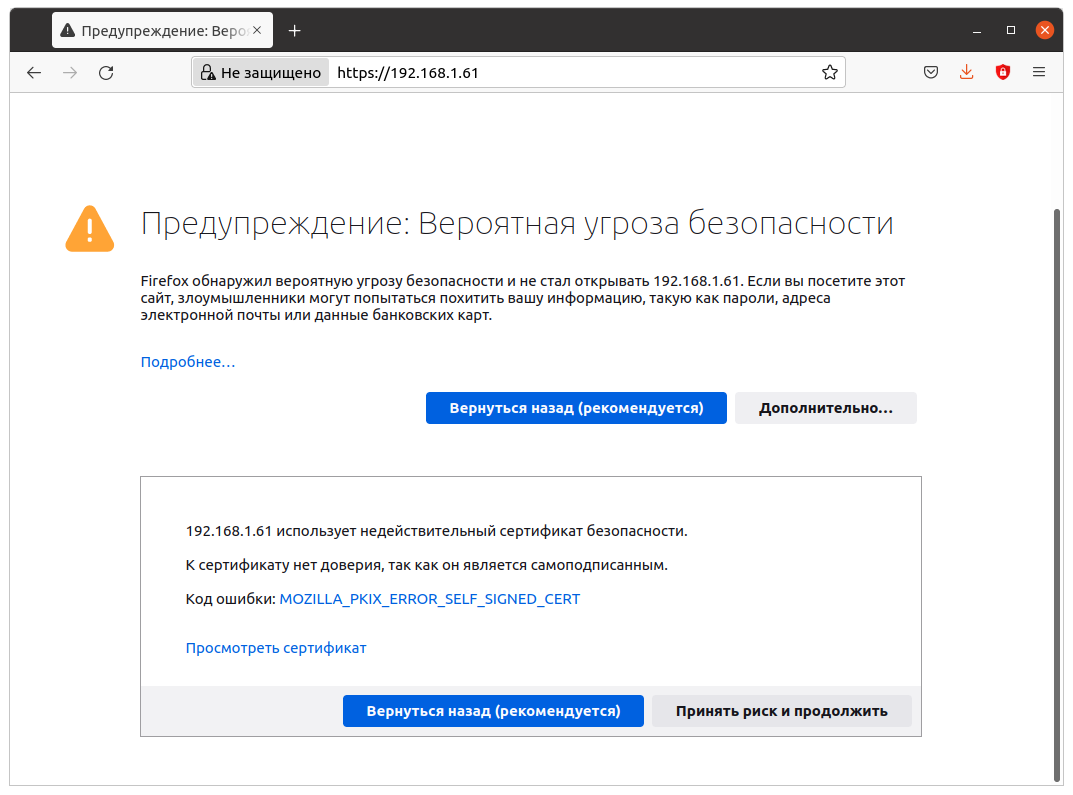 Предупреждение: Веро
Не защищено https://192.168.1.61
Предупреждение: Вероятная угроза безопасности
Firefox обнаружил вероятную угрозу безопасности и не стал открывать 192.168.1.61. Если вы посетите этот
сайт, злоумышленники могут попытаться похитить вашу информацию, такую как пароли, адреса
электронной почты или данные банковских карт.
Подробнее…
Вернуться назад (рекомендуется) Дополнительно…
192.168.1.61 использует недействительный сертификат безопасности.
К сертификату нет доверия, так как он является самоподписанным.
Код ошибки: MOZILLA_PKIX_ERROR_SELF_SIGNED_CERT
Просмотреть сертификат
Вернуться назад (рекомендуется) Принять риск и продолжить